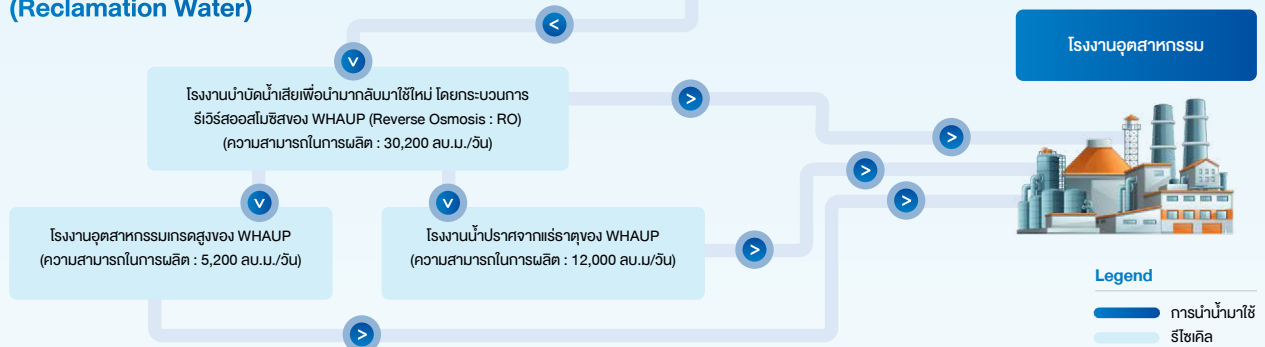 (Reclamation Water)
โรงงานอุตสาหกรรม
โรงงานบำบัดน้ำเสียเพื่อนำมากลับมาใช้ใหม่ โดยกระบวนการ
รีเวิร์สออสโมซิสของ WHAUP (Reverse Osmosis : RO)
(ความสามารถในการผลิต : 30,200 ลบ.ม./วัน)
โรงงานอุตสาหกรรมเกรดสูงของ WHAUP
(ความสามารถในการผลิต : 5,200 ลบ.ม./วัน)
โรงงานน้ำปราศจากแร่ธาตุของ WHAUP
(ความสามารถในการผลิต : 12,000 ลบ.ม/วัน)
Legend
การนำน้ำมาใช้
รีไซเคิล